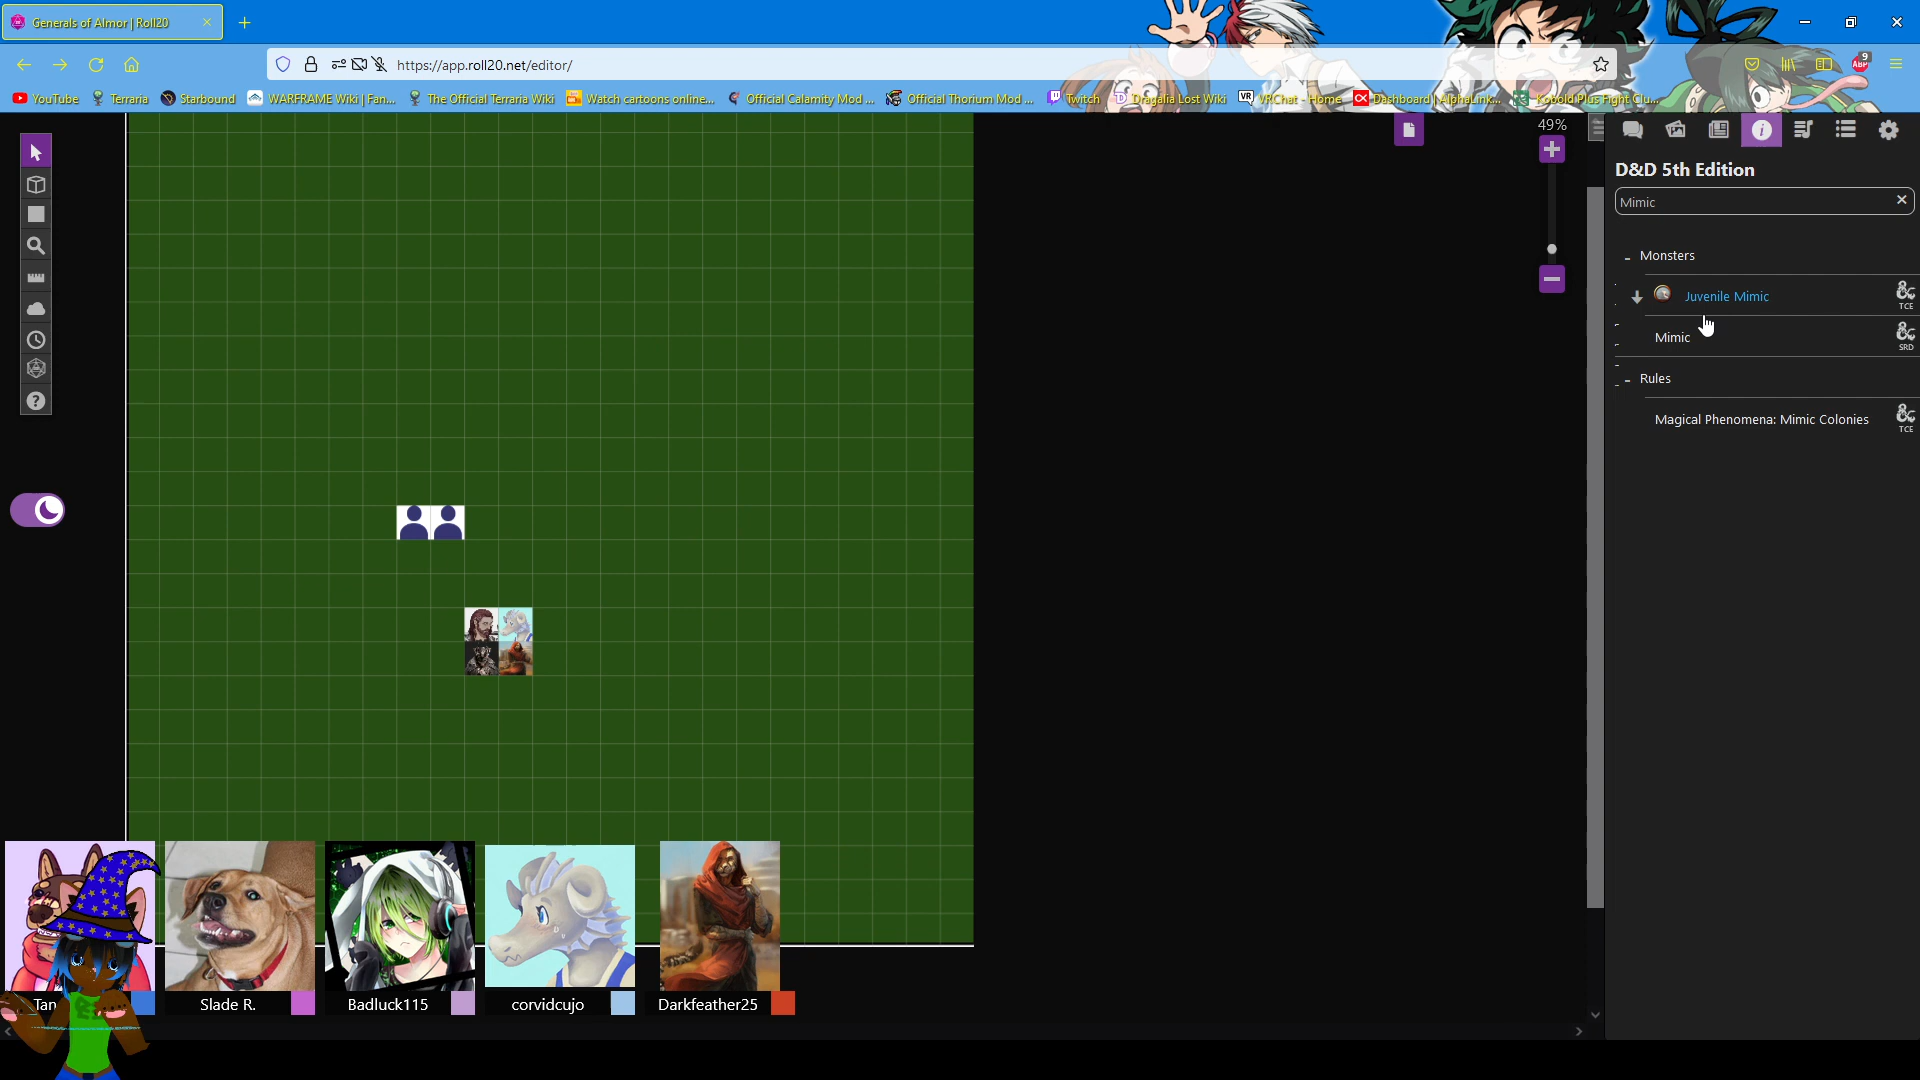 Generals of Almor | Roll20
https://app.roll20.net/editor/
YouTube
Terraria
Starbound
WARFRAME Wiki | Fan...
The Official Terraria Wiki
Watch cartoons online...
Official Calamity Mod ...
Official Thorium Mod ...
Twitch
Dragalia Lost Wiki
VRChat - Home
Dashboard | AlphaLink...
Kobold Plus Fight Clu...
ABP
9
49%
D&D 5th Edition
Mimic
Monsters
Juvenile Mimic
TCE
Mimic
SRD
Rules
Magical Phenomena: Mimic Colonies
TCE
Tan
Slade R.
Badluck115
corvidcujo
Darkfeather25